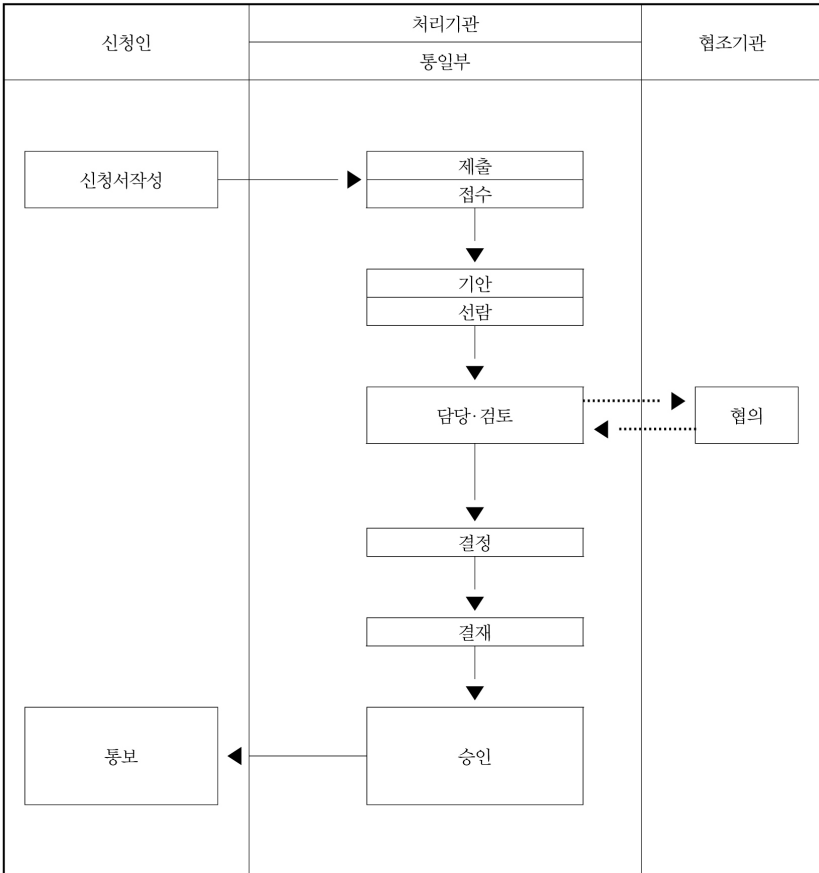 신청인
처리기관
통일부
협조기관
신청서작성
제출
접수
기안
선람
담당·검토
협의
결정
결재
통보
승인